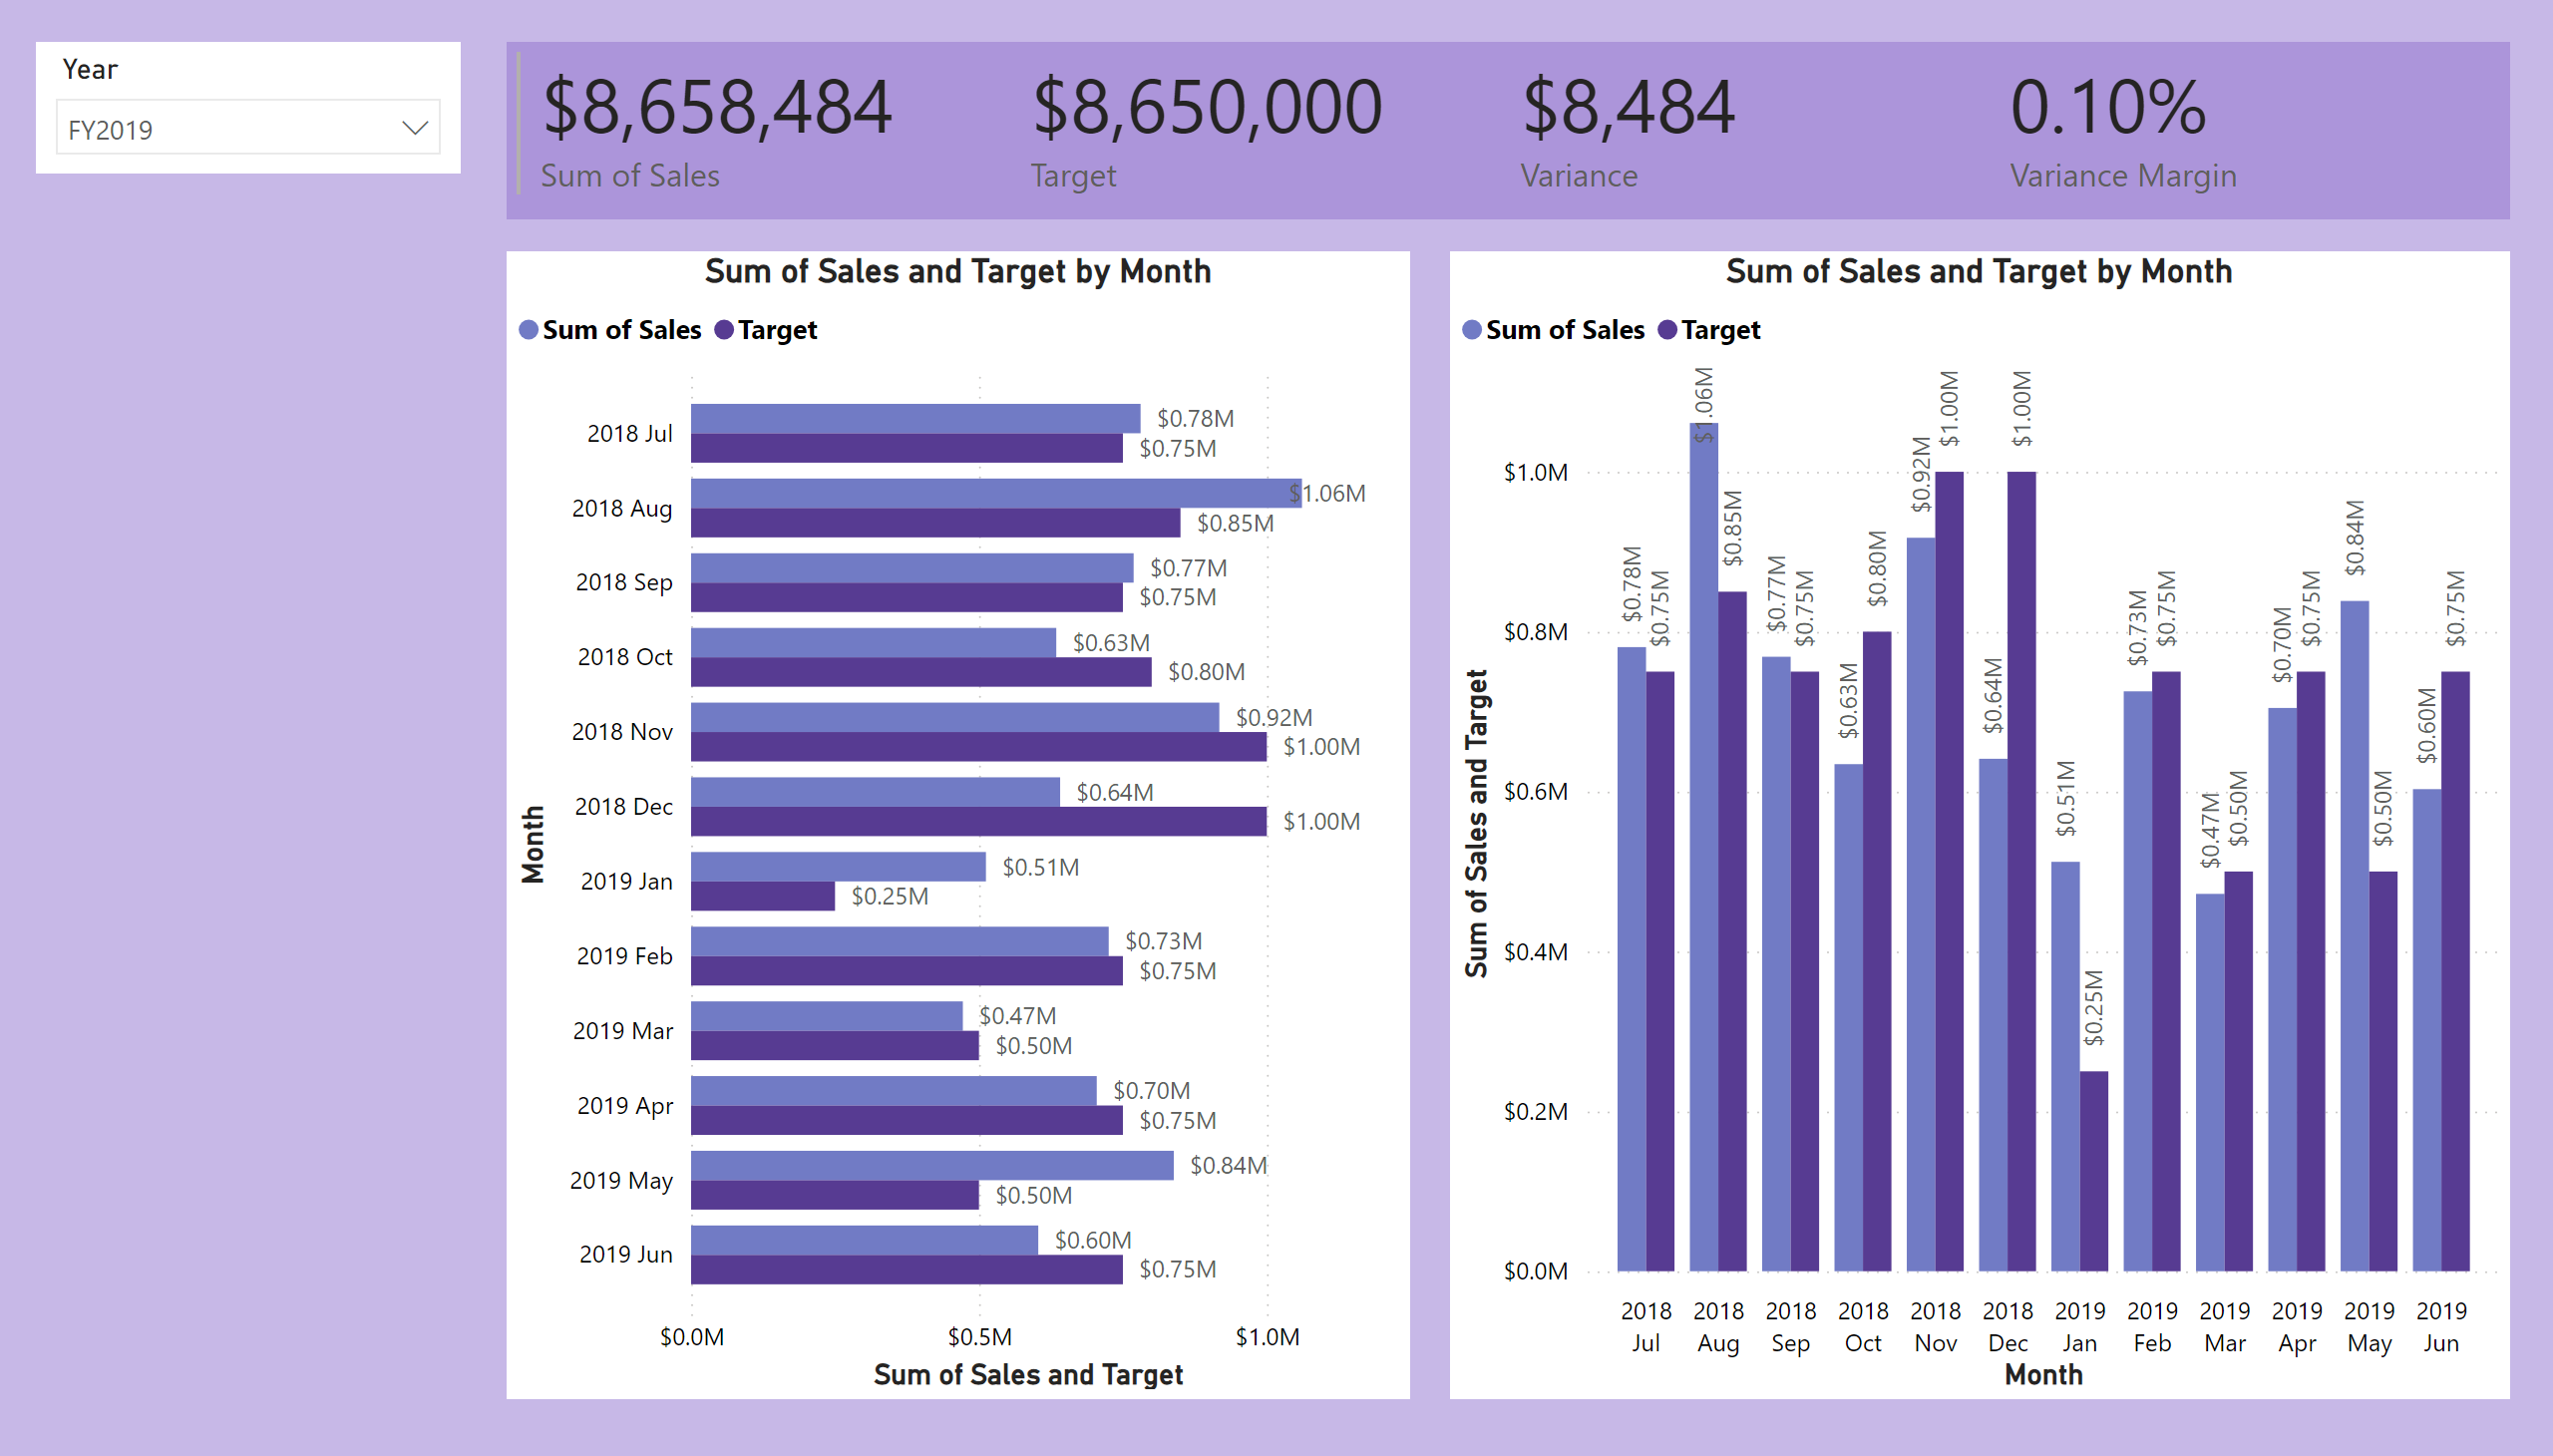 Year
FY2019
$8,658,484 $8,650,000 $8,484 0.10%
Sum of Sales Target Variance Variance Margin
Sum of Sales and Target by Month
Sum of Sales Target
2018 Jul $0.78M
$0.75M
2018 Aug $1.06M
$0.85M
2018 Sep $0.77M
$0.75M
2018 Oct $0.63M
$0.80M
2018 Nov $0.92M
$1.00M
2018 Dec $0.64M
$1.00M
2019 Jan $0.51M
$0.25M
2019 Feb $0.73M
$0.75M
2019 Mar $0.47M
$0.50M
2019 Apr $0.70M
$0.75M
2019 May $0.84M
$0.50M
2019 Jun $0.60M
$0.75M
Month
$0.0M $0.5M $1.0M
Sum of Sales and Target
Sum of Sales and Target by Month
Sum of Sales Target
Sum of Sales and Target
$1.0M
$0.8M
$0.6M
$0.4M
$0.2M
$0.0M
$0.78M
$0.75M
$1.06M
$0.85M
$0.77M
$0.75M
$0.63M
$0.80M
$0.92M
$1.00M
$0.64M
$1.00M
$0.51M
$0.25M
$0.73M
$0.75M
$0.47M
$0.50M
$0.70M
$0.75M
$0.84M
$0.50M
$0.60M
$0.75M
2018 2018 2018 2018 2018 2018 2019 2019 2019 2019 2019 2019
Jul Aug Sep Oct Nov Dec Jan Feb Mar Apr May Jun
Month